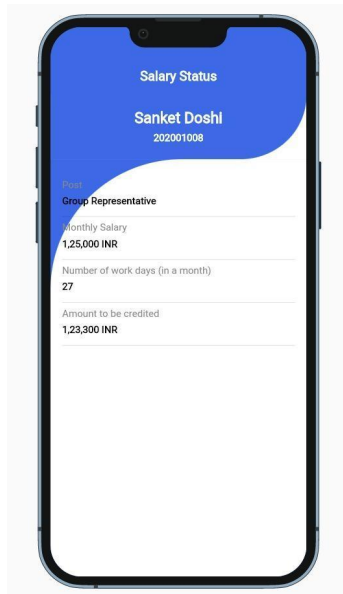 Salary Status
Sanket Doshi
202001008
Post
Group Representative
Monthly Salary
1,25,000 INR
Number of work days (in a month)
27
Amount to be credited
1,23,300 INR